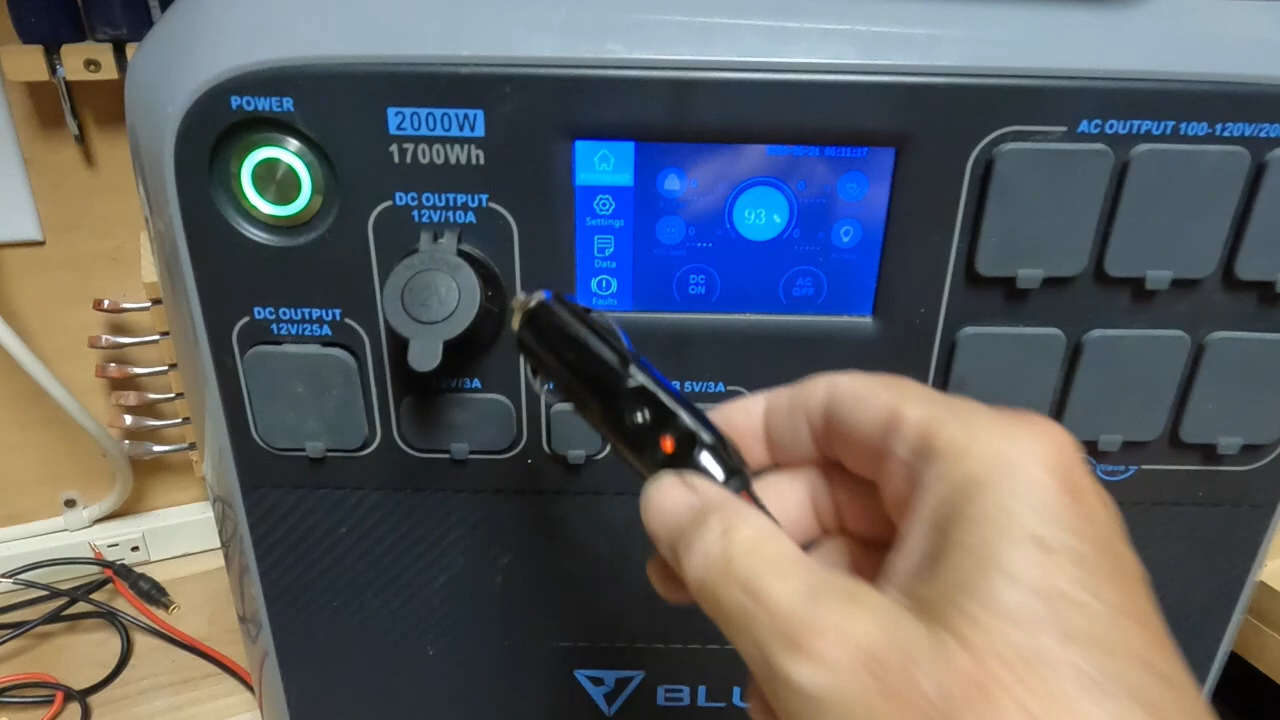 POWER
2000W
1700Wh
DC OUTPUT
12V/10A
DC OUTPUT
12V/25A
12V/3A
5V/3A
Settings
Data
Faults
93
DC
ON
AC
OFF
AC OUTPUT 100-120V/20
Wave
BLU